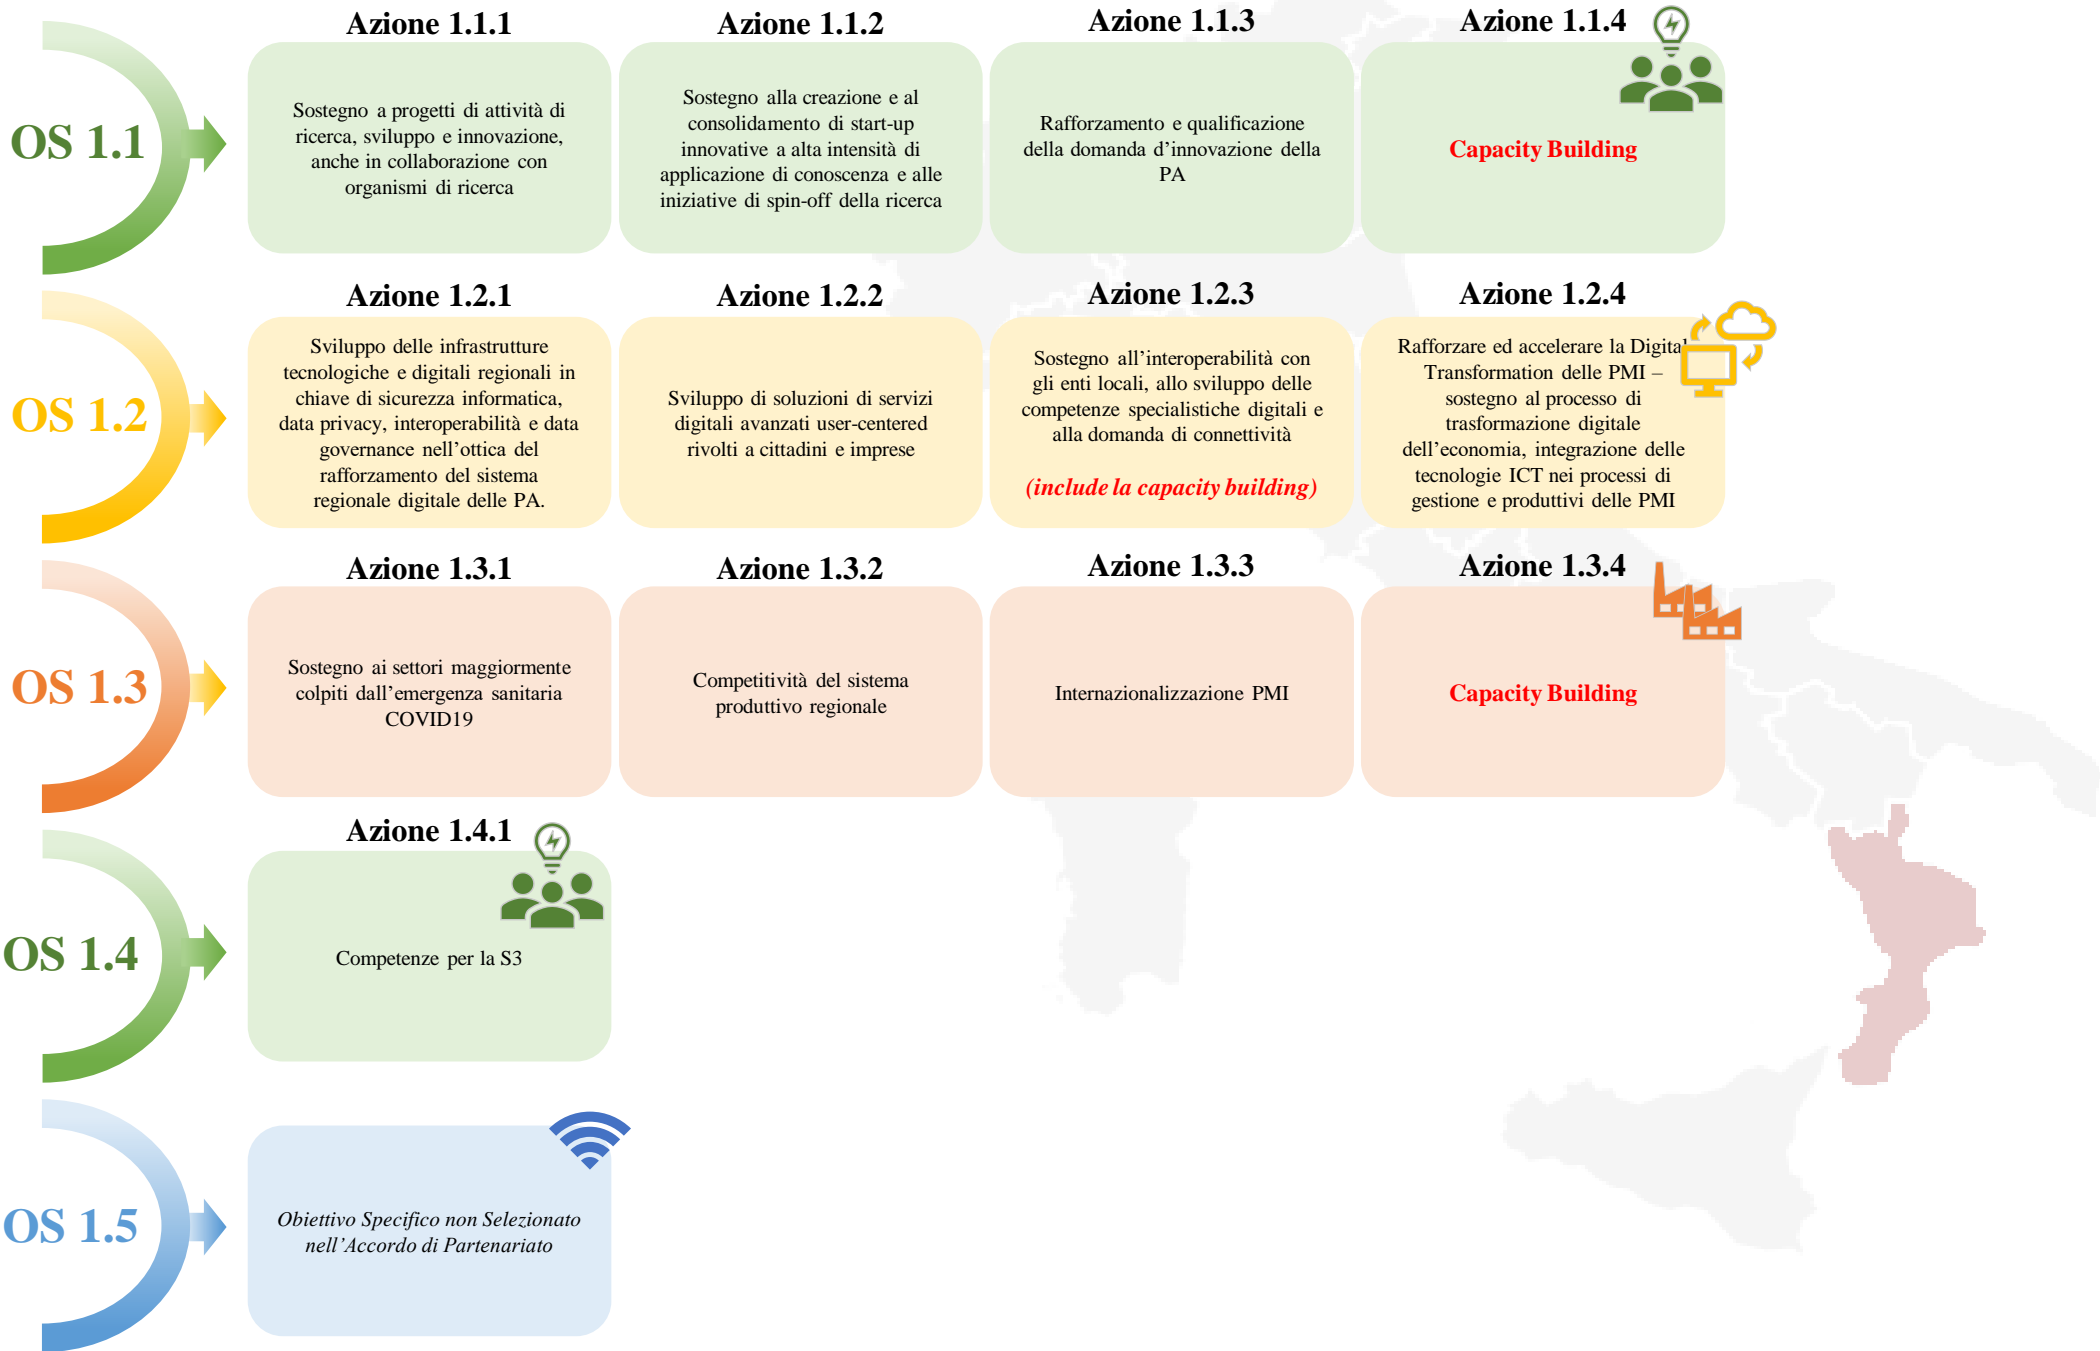 OS 1.1
Azione 1.1.1
Sostegno a progetti di attività di
ricerca, sviluppo e innovazione,
anche in collaborazione con
organismi di ricerca
Azione 1.1.2
Sostegno alla creazione e al
consolidamento di start-up
innovative a alta intensità di
applicazione di conoscenza e alle
iniziative di spin-off della ricerca
Azione 1.1.3
Rafforzamento e qualificazione
della domanda d’innovazione della
PA
Azione 1.1.4
Capacity Building
OS 1.2
Azione 1.2.1
Sviluppo delle infrastrutture
tecnologiche e digitali regionali in
chiave di sicurezza informatica,
data privacy, interoperabilità e data
governance nell’ottica del
rafforzamento del sistema
regionale digitale delle PA.
Azione 1.2.2
Sviluppo di soluzioni di servizi
digitali avanzati user-centered
rivolti a cittadini e imprese
Azione 1.2.3
Sostegno all’interoperabilità con
gli enti locali, allo sviluppo delle
competenze specialistiche digitali e
alla domanda di connettività
(include la capacity building)
Azione 1.2.4
Rafforzare ed accelerare la Digital
Transformation delle PMI –
sostegno al processo di
trasformazione digitale
dell’economia, integrazione delle
tecnologie ICT nei processi di
gestione e produttivi delle PMI
OS 1.3
Azione 1.3.1
Sostegno ai settori maggiormente
colpiti dall’emergenza sanitaria
COVID19
Azione 1.3.2
Competitività del sistema
produttivo regionale
Azione 1.3.3
Internazionalizzazione PMI
Azione 1.3.4
Capacity Building
OS 1.4
Azione 1.4.1
Competenze per la S3
OS 1.5
Obiettivo Specifico non Selezionato
nell’Accordo di Partenariato